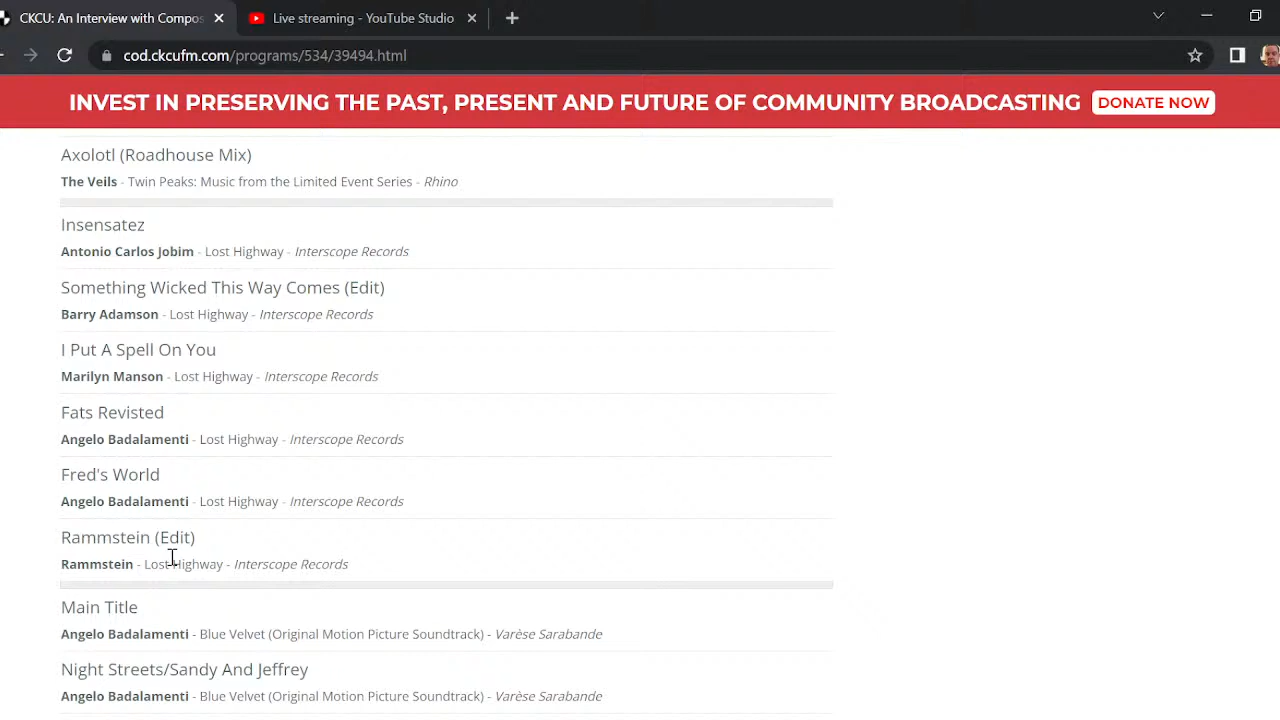 CKCU: An Interview with Compos
Live streaming - YouTube Studio
cod.ckcufm.com/programs/534/39494.html
INVEST IN PRESERVING THE PAST, PRESENT AND FUTURE OF COMMUNITY BROADCASTING DONATE NOW
Axolotl (Roadhouse Mix)
The Veils - Twin Peaks: Music from the Limited Event Series - Rhino
Insensatez
Antonio Carlos Jobim - Lost Highway - Interscope Records
Something Wicked This Way Comes (Edit)
Barry Adamson - Lost Highway - Interscope Records
I Put A Spell On You
Marilyn Manson - Lost Highway - Interscope Records
Fats Revisted
Angelo Badalamenti - Lost Highway - Interscope Records
Fred's World
Angelo Badalamenti - Lost Highway - Interscope Records
Rammstein (Edit)
Rammstein - Lost Highway - Interscope Records
Main Title
Angelo Badalamenti - Blue Velvet (Original Motion Picture Soundtrack) - Varèse Sarabande
Night Streets/Sandy And Jeffrey
Angelo Badalamenti - Blue Velvet (Original Motion Picture Soundtrack) - Varèse Sarabande